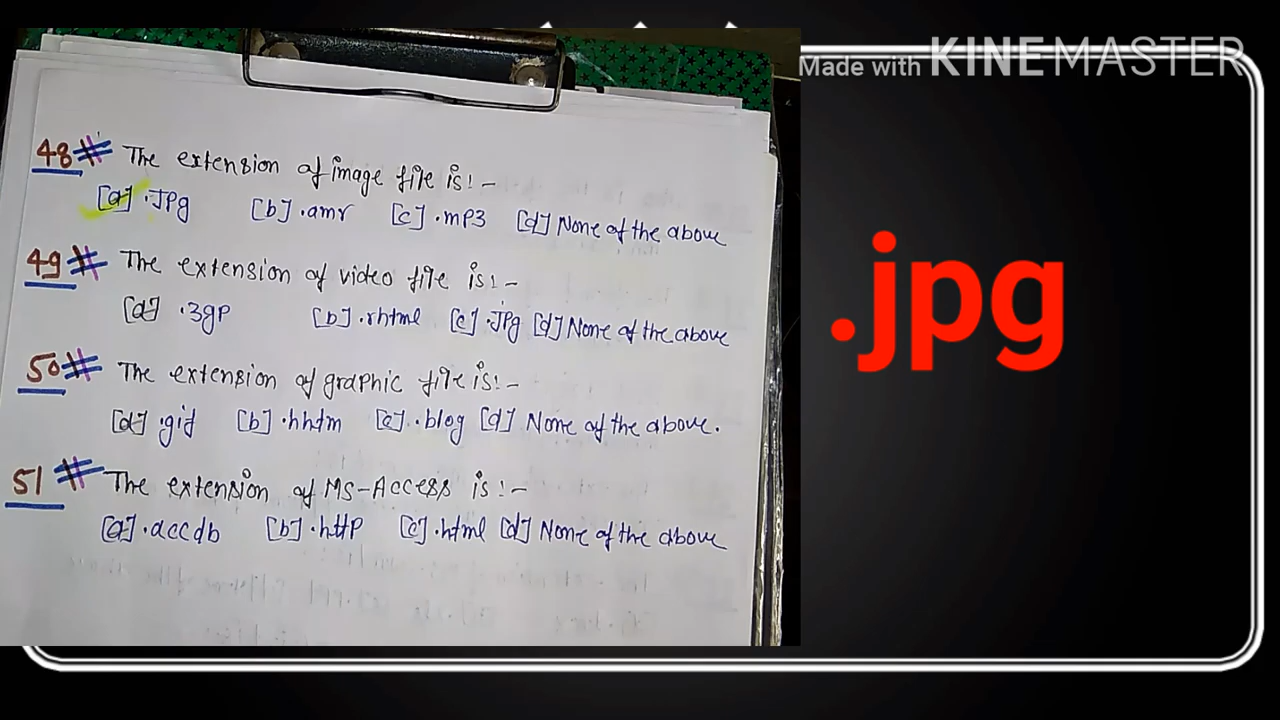 Made with KINEMASTER
48# The extension of image file is:-
[a] .Jpg [b] .amr [c] .mp3 [d] None of the above
49# The extension of video file is:-
[a] .3gp [b] .rhtml [c] .Jpg [d] None of the above
50# The extension of graphic file is:-
[a] .gif [b] .hhtm [c] .blog [d] None of the above.
51# The extension of MS-Access is:-
[a] .accdb [b] .http [c] .html [d] None of the above
.jpg